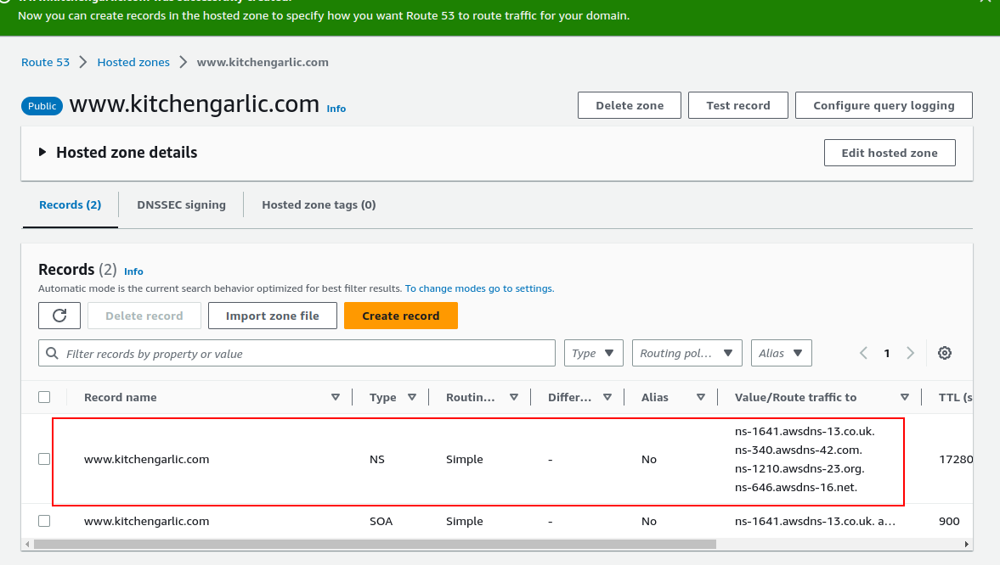 Now you can create records in the hosted zone to specify how you want Route 53 to route traffic for your domain.
Route 53 Hosted zones www.kitchengarlic.com
Public www.kitchengarlic.com Info
Delete zone Test record Configure query logging
Hosted zone details
Edit hosted zone
Records (2) DNSSEC signing Hosted zone tags (0)
Records (2) Info
Automatic mode is the current search behavior optimized for best filter results. To change modes go to settings.
Delete record Import zone file Create record
Filter records by property or value Type Routing pol... Alias 1
Record name Type Routin... Differ... Alias Value/Route traffic to TTL (s
www.kitchengarlic.com NS Simple - No
ns-1641.awsdns-13.co.uk.
ns-340.awsdns-42.com.
ns-1210.awsdns-23.org.
ns-646.awsdns-16.net.
17280
www.kitchengarlic.com SOA Simple - No ns-1641.awsdns-13.co.uk. a... 900